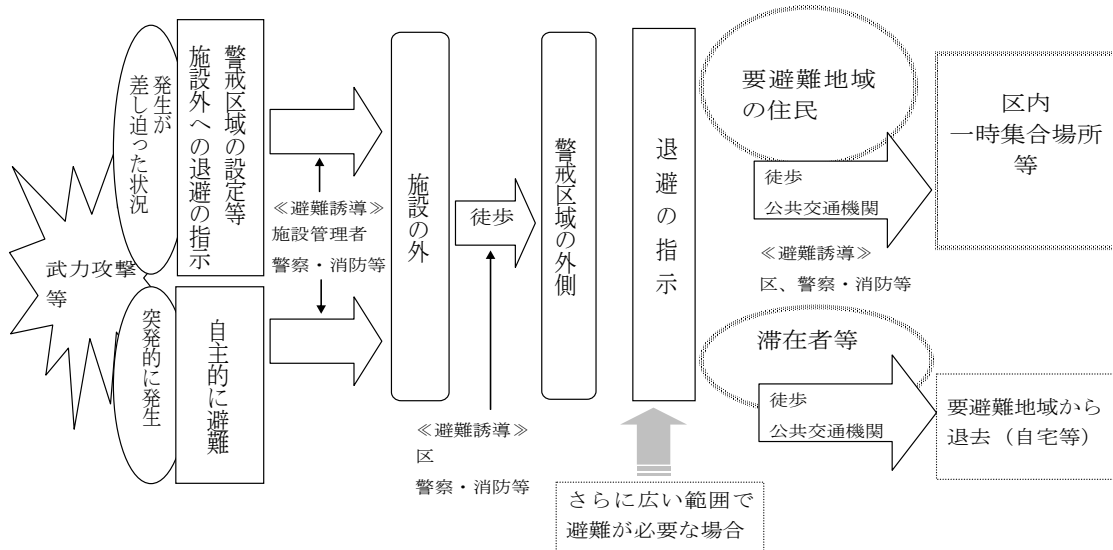 武力攻撃
等
発生が
差し迫った状況
突発的に発生
警戒区域の設定等
施設外への退避の指示
自主的に避難
≪避難誘導≫
施設管理者
警察・消防等
施設の外
徒歩
≪避難誘導≫
区
警察・消防等
警戒区域の外側
退避の指示
さらに広い範囲で
避難が必要な場合
要避難地域
の住民
徒歩
公共交通機関
≪避難誘導≫
区、警察・消防等
区内
一時集合場所
等
滞在者等
徒歩
公共交通機関
要避難地域から
退去（自宅等）